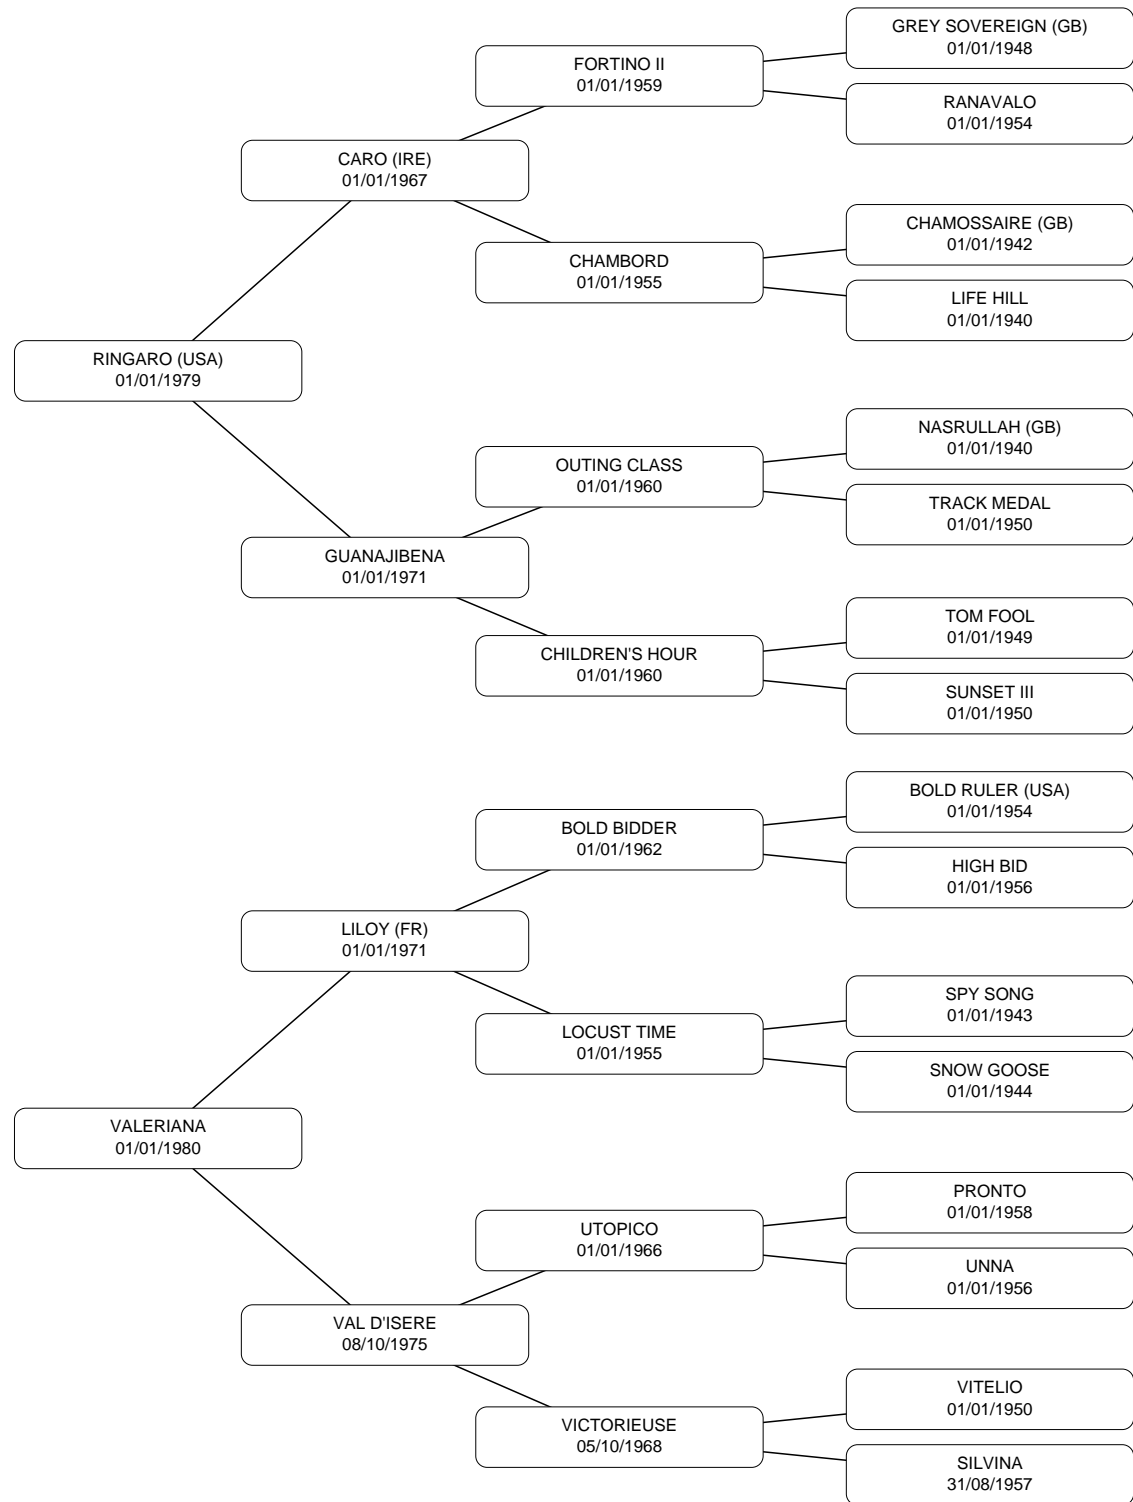 GREY SOVEREIGN (GB)
01/01/1948
FORTINO II
01/01/1959
RANAVALO
01/01/1954
CARO (IRE)
01/01/1967
CHAMOSSAIRE (GB)
01/01/1942
CHAMBORD
01/01/1955
LIFE HILL
01/01/1940
RINGARO (USA)
01/01/1979
NASRULLAH (GB)
01/01/1940
OUTING CLASS
01/01/1960
TRACK MEDAL
01/01/1950
GUANAJIBENA
01/01/1971
TOM FOOL
01/01/1949
CHILDREN'S HOUR
01/01/1960
SUNSET III
01/01/1950
BOLD RULER (USA)
01/01/1954
BOLD BIDDER
01/01/1962
HIGH BID
01/01/1956
LILOY (FR)
01/01/1971
SPY SONG
01/01/1943
LOCUST TIME
01/01/1955
SNOW GOOSE
01/01/1944
VALERIANA
01/01/1980
PRONTO
01/01/1958
UTOPICO
01/01/1966
UNNA
01/01/1956
VAL D'ISERE
08/10/1975
VITELIO
01/01/1950
VICTORIEUSE
05/10/1968
SILVINA
31/08/1957